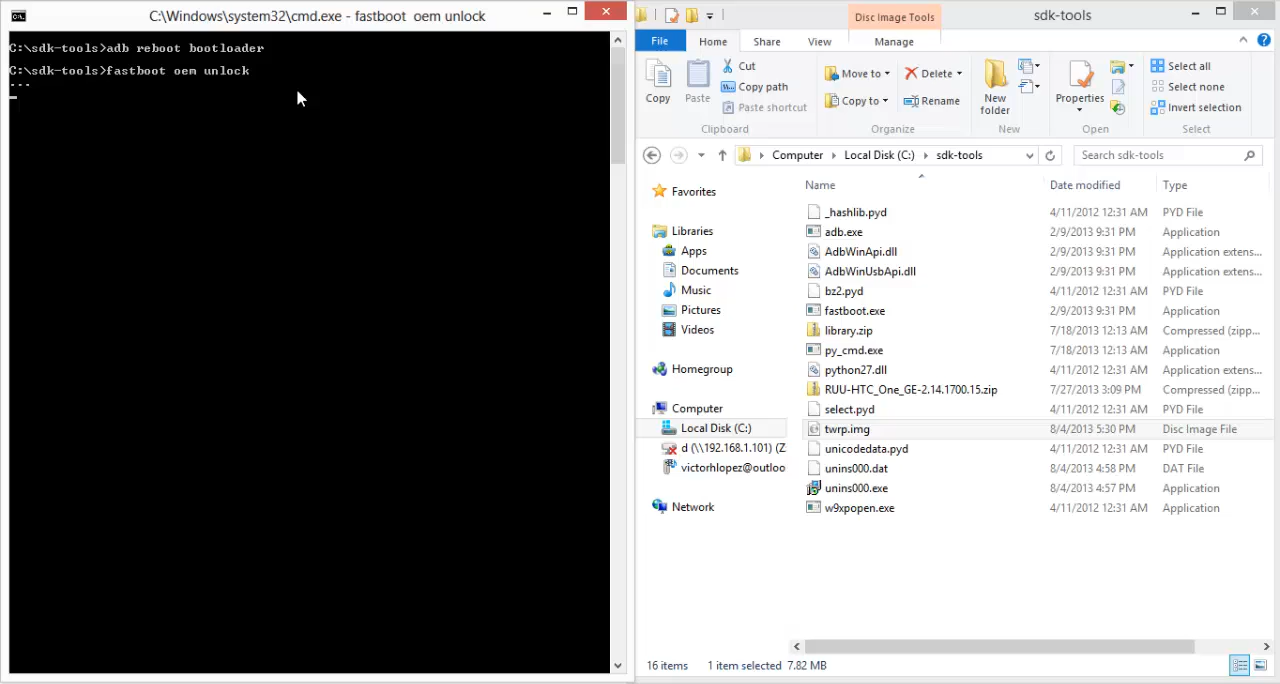 C:\Windows\system32\cmd.exe - fastboot  oem unlock
C:\sdk-tools>adb reboot bootloader
C:\sdk-tools>fastboot oem unlock
...
Disc Image Tools
sdk-tools
File
Home
Share
View
Manage
Copy
Paste
Cut
Copy path
Paste shortcut
Clipboard
Move to
Copy to
Delete
Rename
Organize
New folder
New
Properties
Open
Select all
Select none
Invert selection
Select
Computer
Local Disk (C:)
sdk-tools
Search sdk-tools
Favorites
Libraries
Apps
Documents
Music
Pictures
Videos
Homegroup
Computer
Local Disk (C:)
d (\\192.168.1.101) (Z
victorhlopez@outloo
Network
Name Date modified Type
_hashlib.pyd 4/11/2012 12:31 AM PYD File
adb.exe 2/9/2013 9:31 PM Application
AdbWinApi.dll 2/9/2013 9:31 PM Application extens...
AdbWinUsbApi.dll 2/9/2013 9:31 PM Application extens...
bz2.pyd 4/11/2012 12:31 AM PYD File
fastboot.exe 2/9/2013 9:31 PM Application
library.zip 7/18/2013 12:13 AM Compressed (zipp...
py_cmd.exe 7/18/2013 12:13 AM Application
python27.dll 4/11/2012 12:31 AM Application extens...
RUU-HTC_One_GE-2.14.1700.15.zip 7/27/2013 3:09 PM Compressed (zipp...
select.pyd 4/11/2012 12:31 AM PYD File
twrp.img 8/4/2013 5:30 PM Disc Image File
unicodedata.pyd 4/11/2012 12:31 AM PYD File
unins000.dat 8/4/2013 4:58 PM DAT File
unins000.exe 8/4/2013 4:57 PM Application
w9xpopen.exe 4/11/2012 12:31 AM Application
16 items 1 item selected 7.82 MB